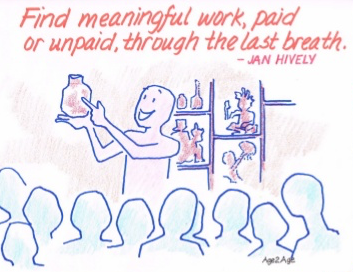 Find meaningful work, paid
or unpaid, through the last breath.
- JAN HIVELY
Age2Age